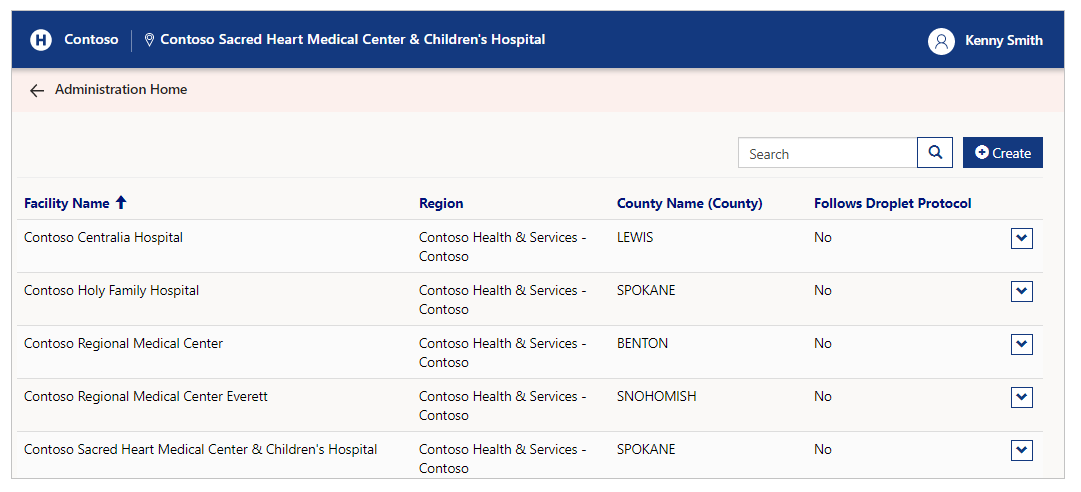 H Contoso Contoso Sacred Heart Medical Center & Children's Hospital Kenny Smith
Administration Home
Search Create
Facility Name Region County Name (County) Follows Droplet Protocol
Contoso Centralia Hospital Contoso Health & Services - LEWIS No
Contoso
Contoso Holy Family Hospital Contoso Health & Services - SPOKANE No
Contoso
Contoso Regional Medical Center Contoso Health & Services - BENTON No
Contoso
Contoso Regional Medical Center Everett Contoso Health & Services - SNOHOMISH No
Contoso
Contoso Sacred Heart Medical Center & Children's Hospital Contoso Health & Services - SPOKANE No
Contoso